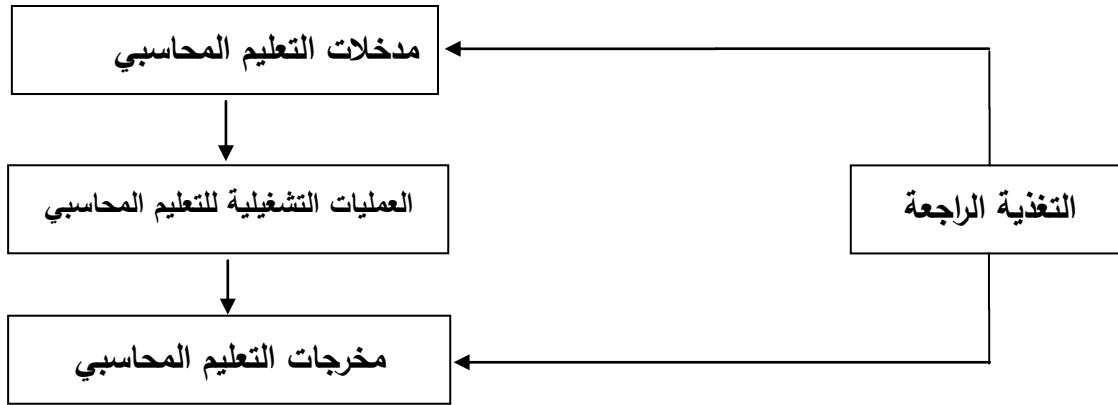 مدخلات التعليم المحاسبي
العمليات التشغيلية للتعليم المحاسبي
التغذية الراجعة
مخرجات التعليم المحاسبي